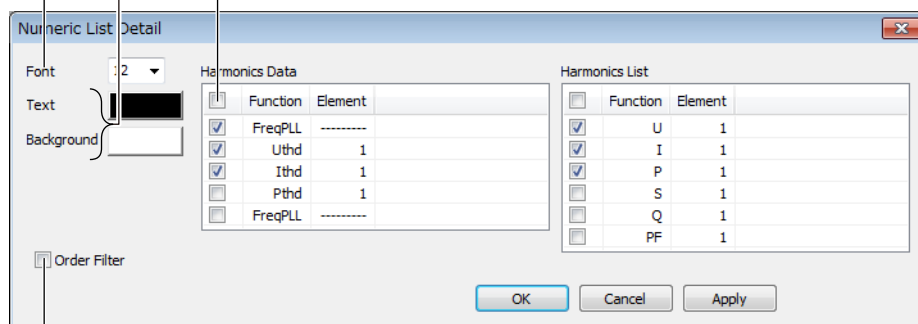 Numeric List Detail
Font 12
Text
Background
Harmonics Data
Function Element
FreqPLL ---------
Uthd 1
Ithd 1
Pthd 1
FreqPLL ---------
Harmonics List
Function Element
U 1
I 1
P 1
S 1
Q 1
PF 1
Order Filter
OK Cancel Apply